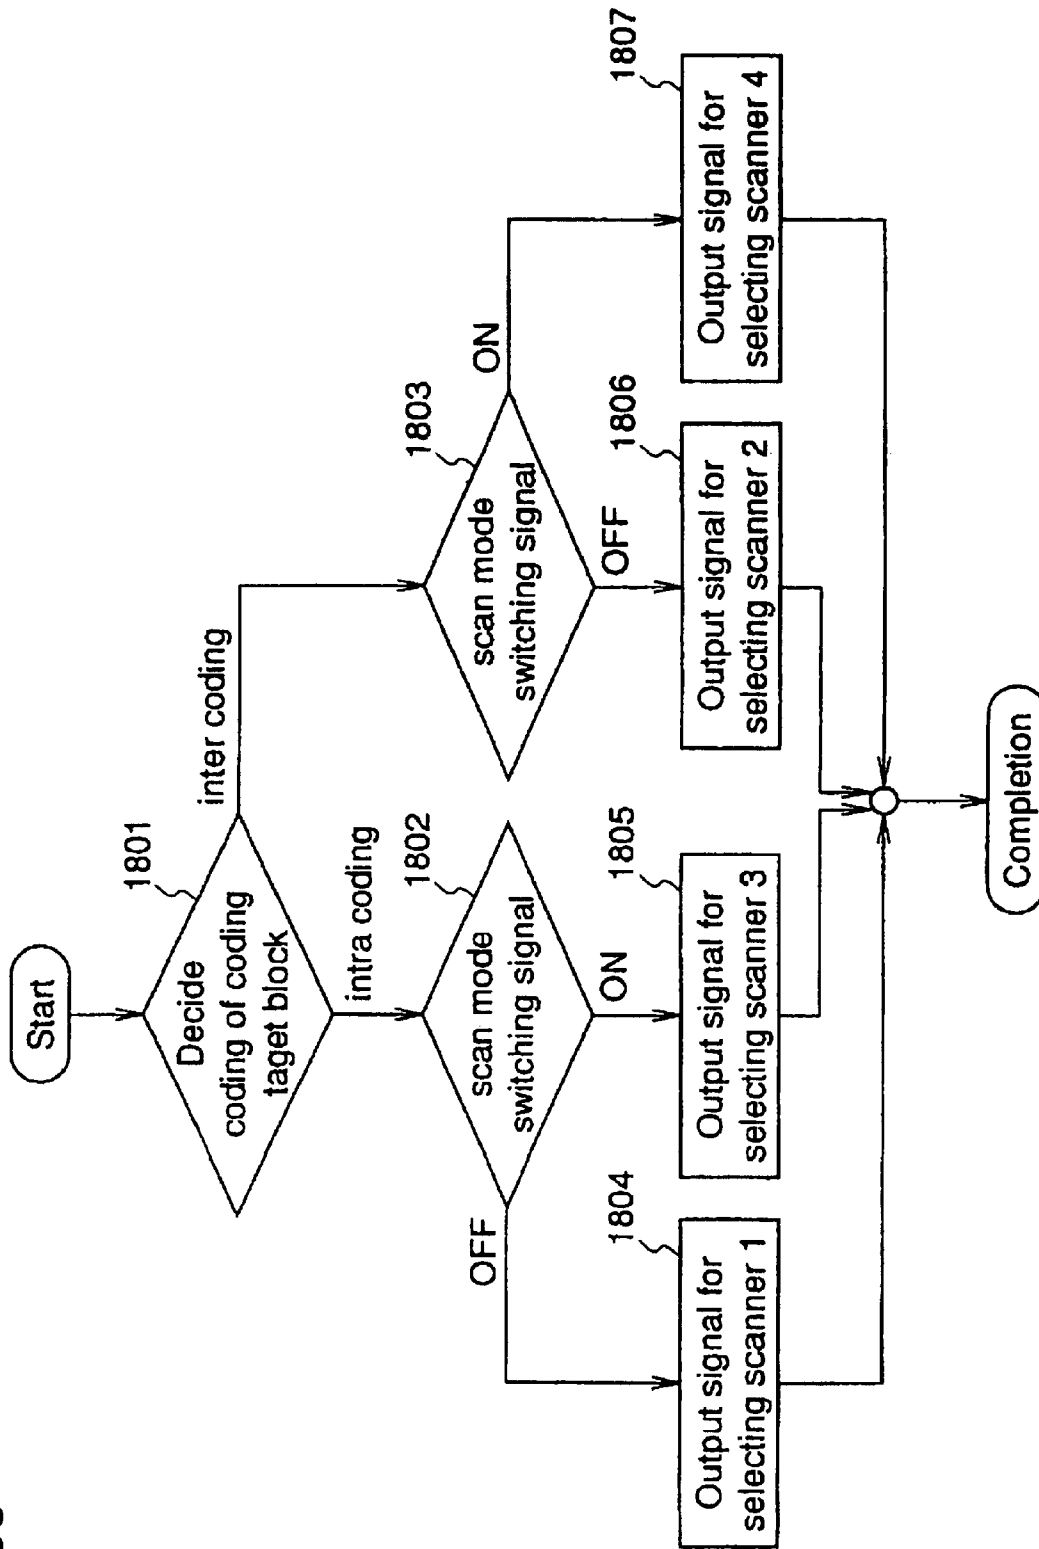 Start
1801
Decide
coding of coding
taget block
inter coding
intra coding
1802
scan mode
switching signal
OFF
ON
1803
scan mode
switching signal
ON
OFF
1804
Output signal for
selecting scanner 1
1805
Output signal for
selecting scanner 3
1806
Output signal for
selecting scanner 2
1807
Output signal for
selecting scanner 4
Completion